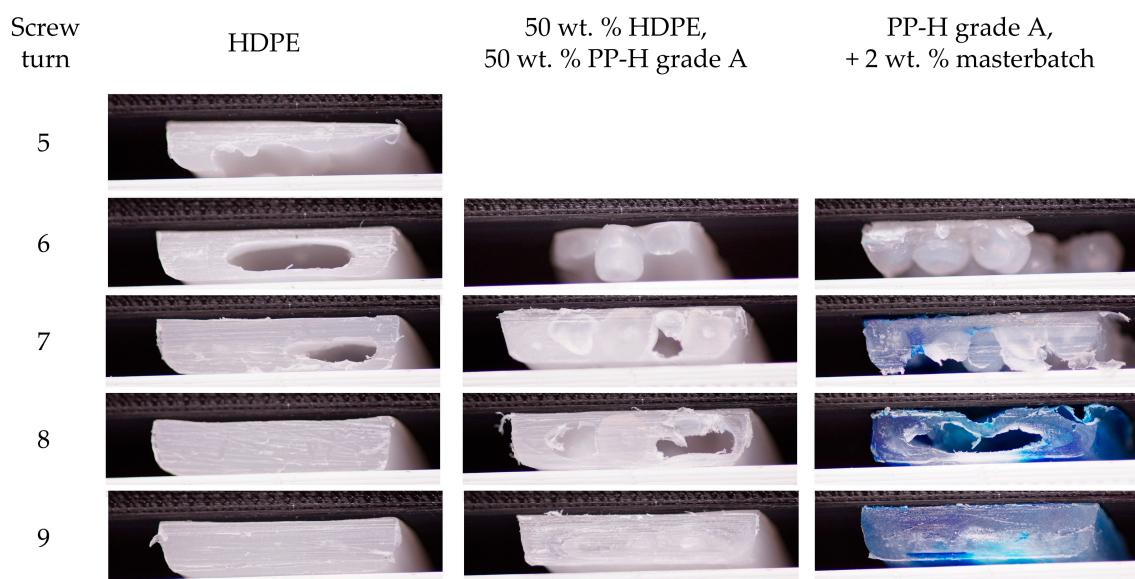 Screw
turn
HDPE
50 wt. % HDPE,
50 wt. % PP-H grade A
PP-H grade A,
+ 2 wt. % masterbatch
5
6
7
8
9